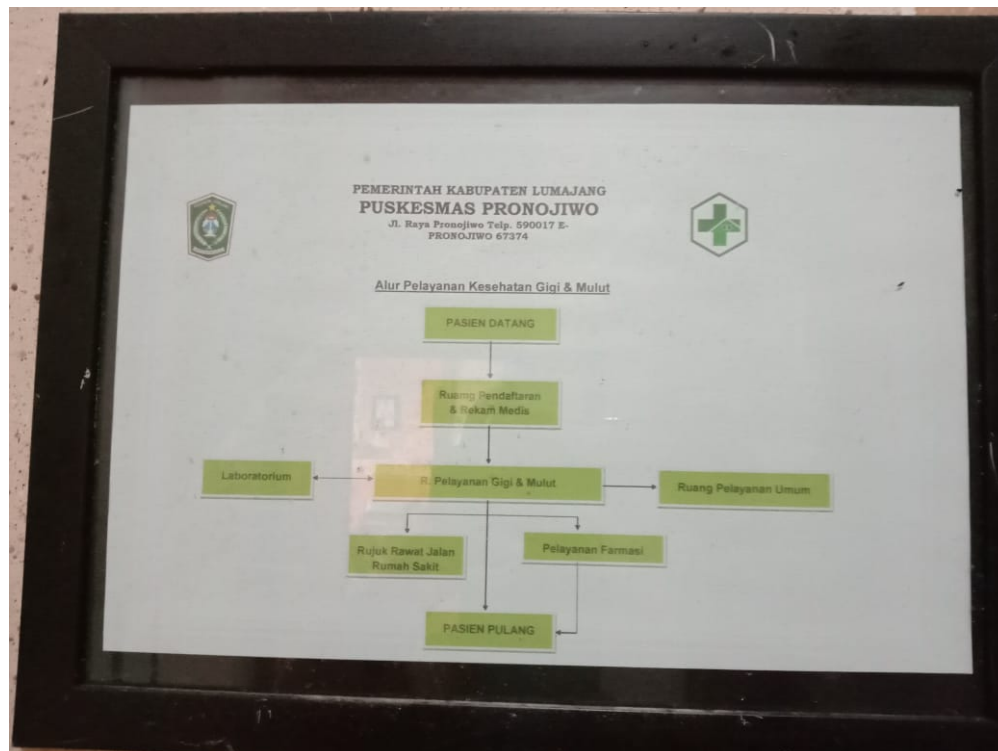 PEMERINTAH KABUPATEN LUMAJANG
PUSKESMAS PRONOJIWO
Jl. Raya Pronojiwo Telp. 590017 E-
PRONOJIWO 67374
Alur Pelayanan Kesehatan Gigi & Mulut
PASIEN DATANG
Ruang Pendaftaran
& Rekam Medis
Laboratorium
R. Pelayanan Gigi & Mulut
Ruang Pelayanan Umum
Rujuk Rawat Jalan
Rumah Sakit
Pelayanan Farmasi
PASIEN PULANG